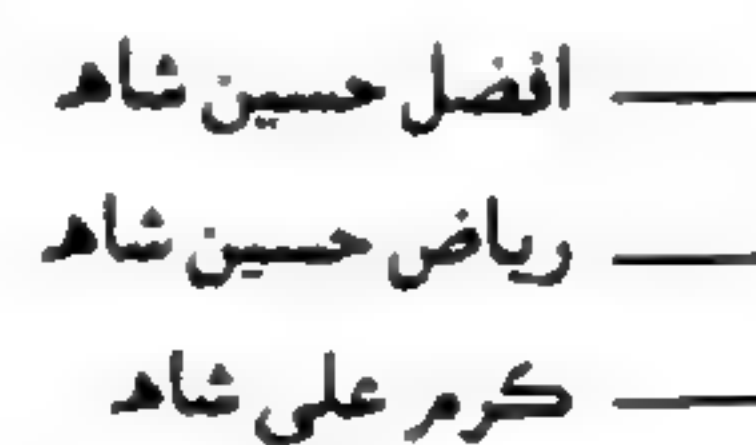 افضل حسین شاہ
ریاض حسین شاہ
کرم علی شاہ